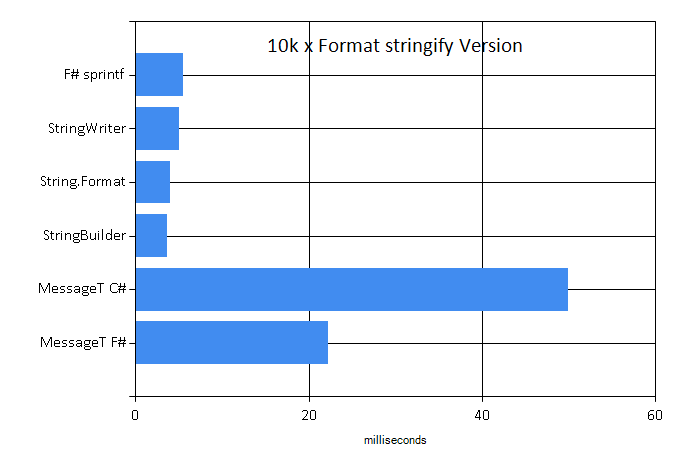 10k x Format stringify Version
F# sprintf
StringWriter
String.Format
StringBuilder
MessageT C#
MessageT F#
0 20 40 60
milliseconds